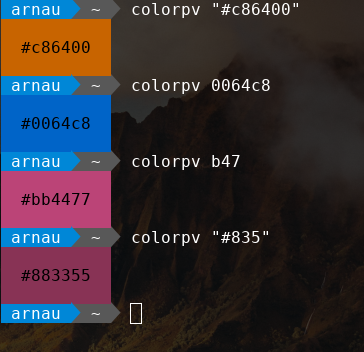 arnau ~ colorpv "#c86400"
#c86400
arnau ~ colorpv 0064c8
#0064c8
arnau ~ colorpv b47
#bb4477
arnau ~ colorpv "#835"
#883355
arnau ~